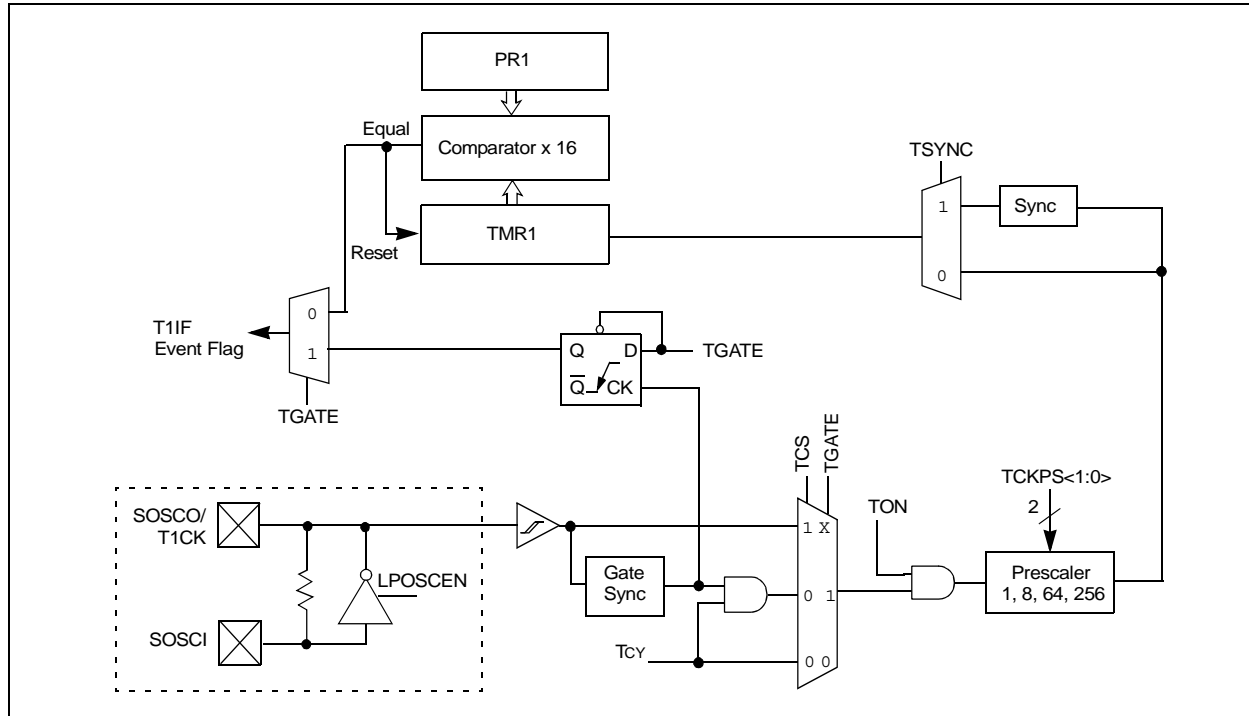 PR1
Equal
Comparator x 16
TSYNC
1
Sync
TMR1
Reset
0
0
T1IF
Event Flag
1
Q
D
TGATE
Q
CK
TGATE
TCS
TGATE
TCKPS<1:0>
2
SOSCO/
T1CK
1 X
TON
LPOSCEN
Gate
Sync
0 1
Prescaler
1, 8, 64, 256
SOSCI
TCY
0 0